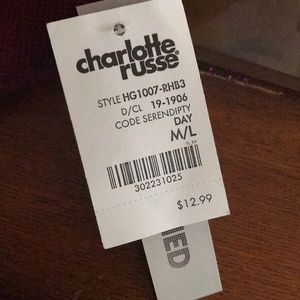 charlotte
russe
STYLE HG1007-RHB3
D/CL 19-1906
CODE SERENDIPTY
DAY
M/L
302231025
$12.99